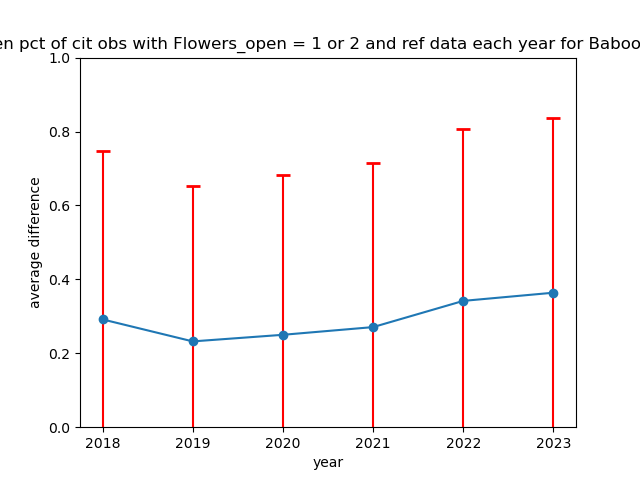 en pct of cit obs with Flowers_open = 1 or 2 and ref data each year for Baboo
1.0
0.8
0.6
0.4
0.2
0.0
average difference
2018 2019 2020 2021 2022 2023
year